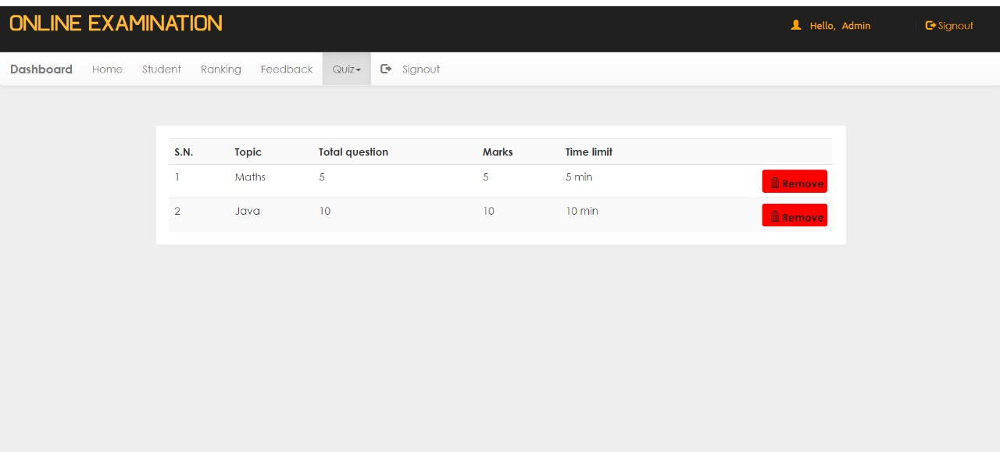 ONLINE EXAMINATION
Hello, Admin
Signout
Dashboard Home Student Ranking Feedback Quiz Signout
S.N. Topic Total question Marks Time limit
1 Maths 5 5 5 min Remove
2 Java 10 10 10 min Remove